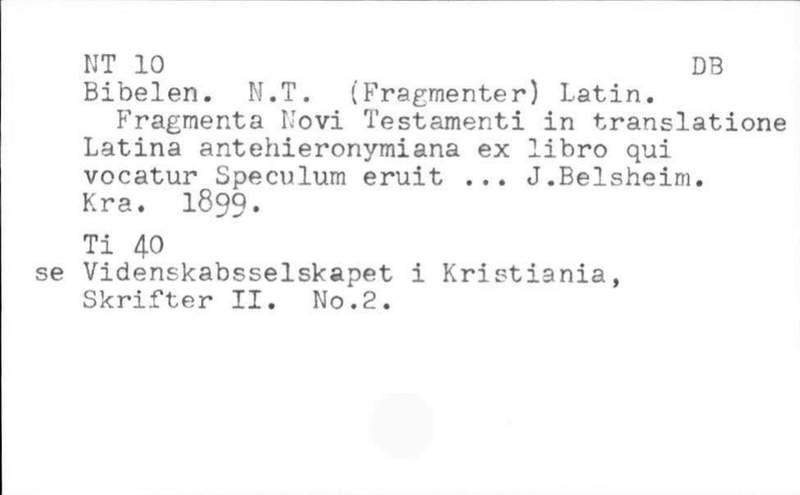 NT 10 DB
Bibelen. N.T. (Fragmenter) Latin.
Fragmenta Novi Testamenti in translatione
Latina antehieronymiana ex libro qui
vocatur Speculum eruit ... J.Belsheim.
Kra. 1899.
Ti 40
se Videnskabsselskapet i Kristiania,
Skrifter II. No.2.